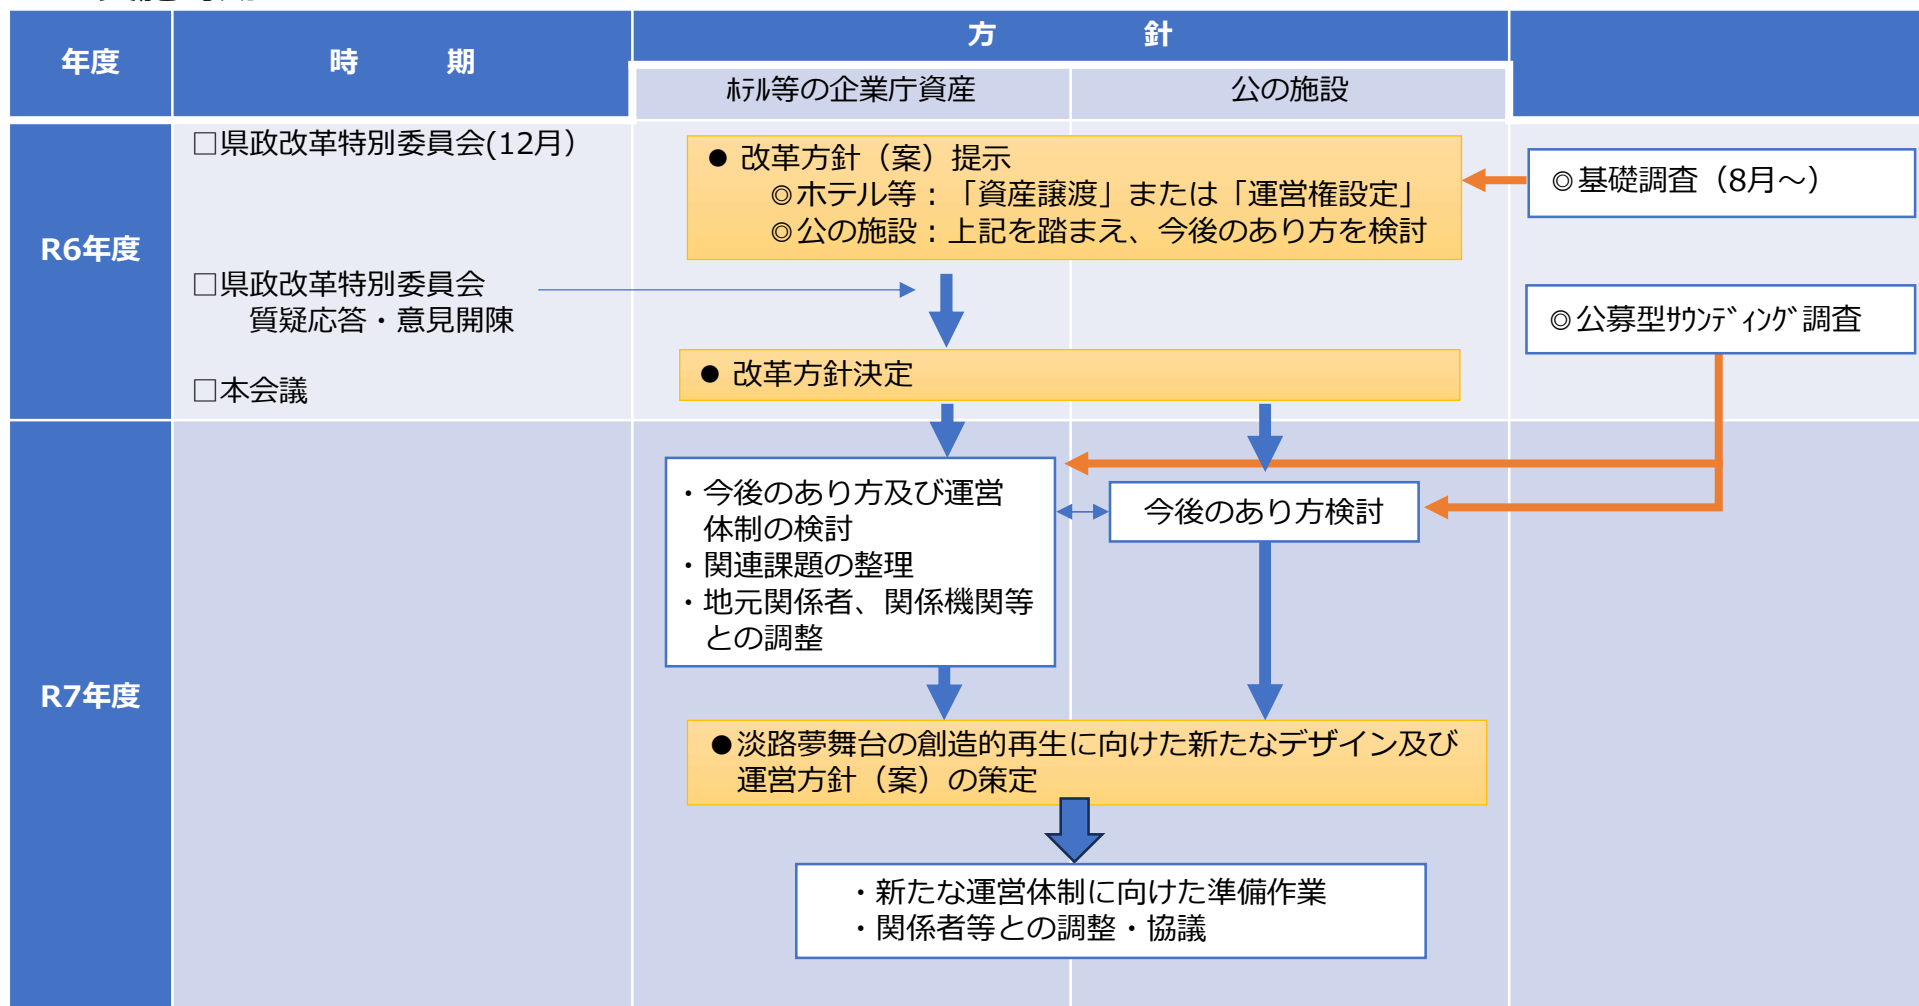 年度
時　期
方　針
ﾎﾃﾙ等の企業庁資産
公の施設
R6年度
□県政改革特別委員会(12月）
● 改革方針（案）提示
◎ホテル等：「資産譲渡」または「運営権設定」
◎公の施設：上記を踏まえ、今後のあり方を検討
◎基礎調査（8月～）
□県政改革特別委員会
質疑応答・意見開陳
◎公募型ｻｳﾝﾃﾞｨﾝｸﾞ調査
● 改革方針決定
□本会議
R7年度
・今後のあり方及び運営
体制の検討
・関連課題の整理
・地元関係者、関係機関等
との調整
今後のあり方検討
●淡路夢舞台の創造的再生に向けた新たなデザイン及び
運営方針（案）の策定
・新たな運営体制に向けた準備作業
・関係者等との調整・協議